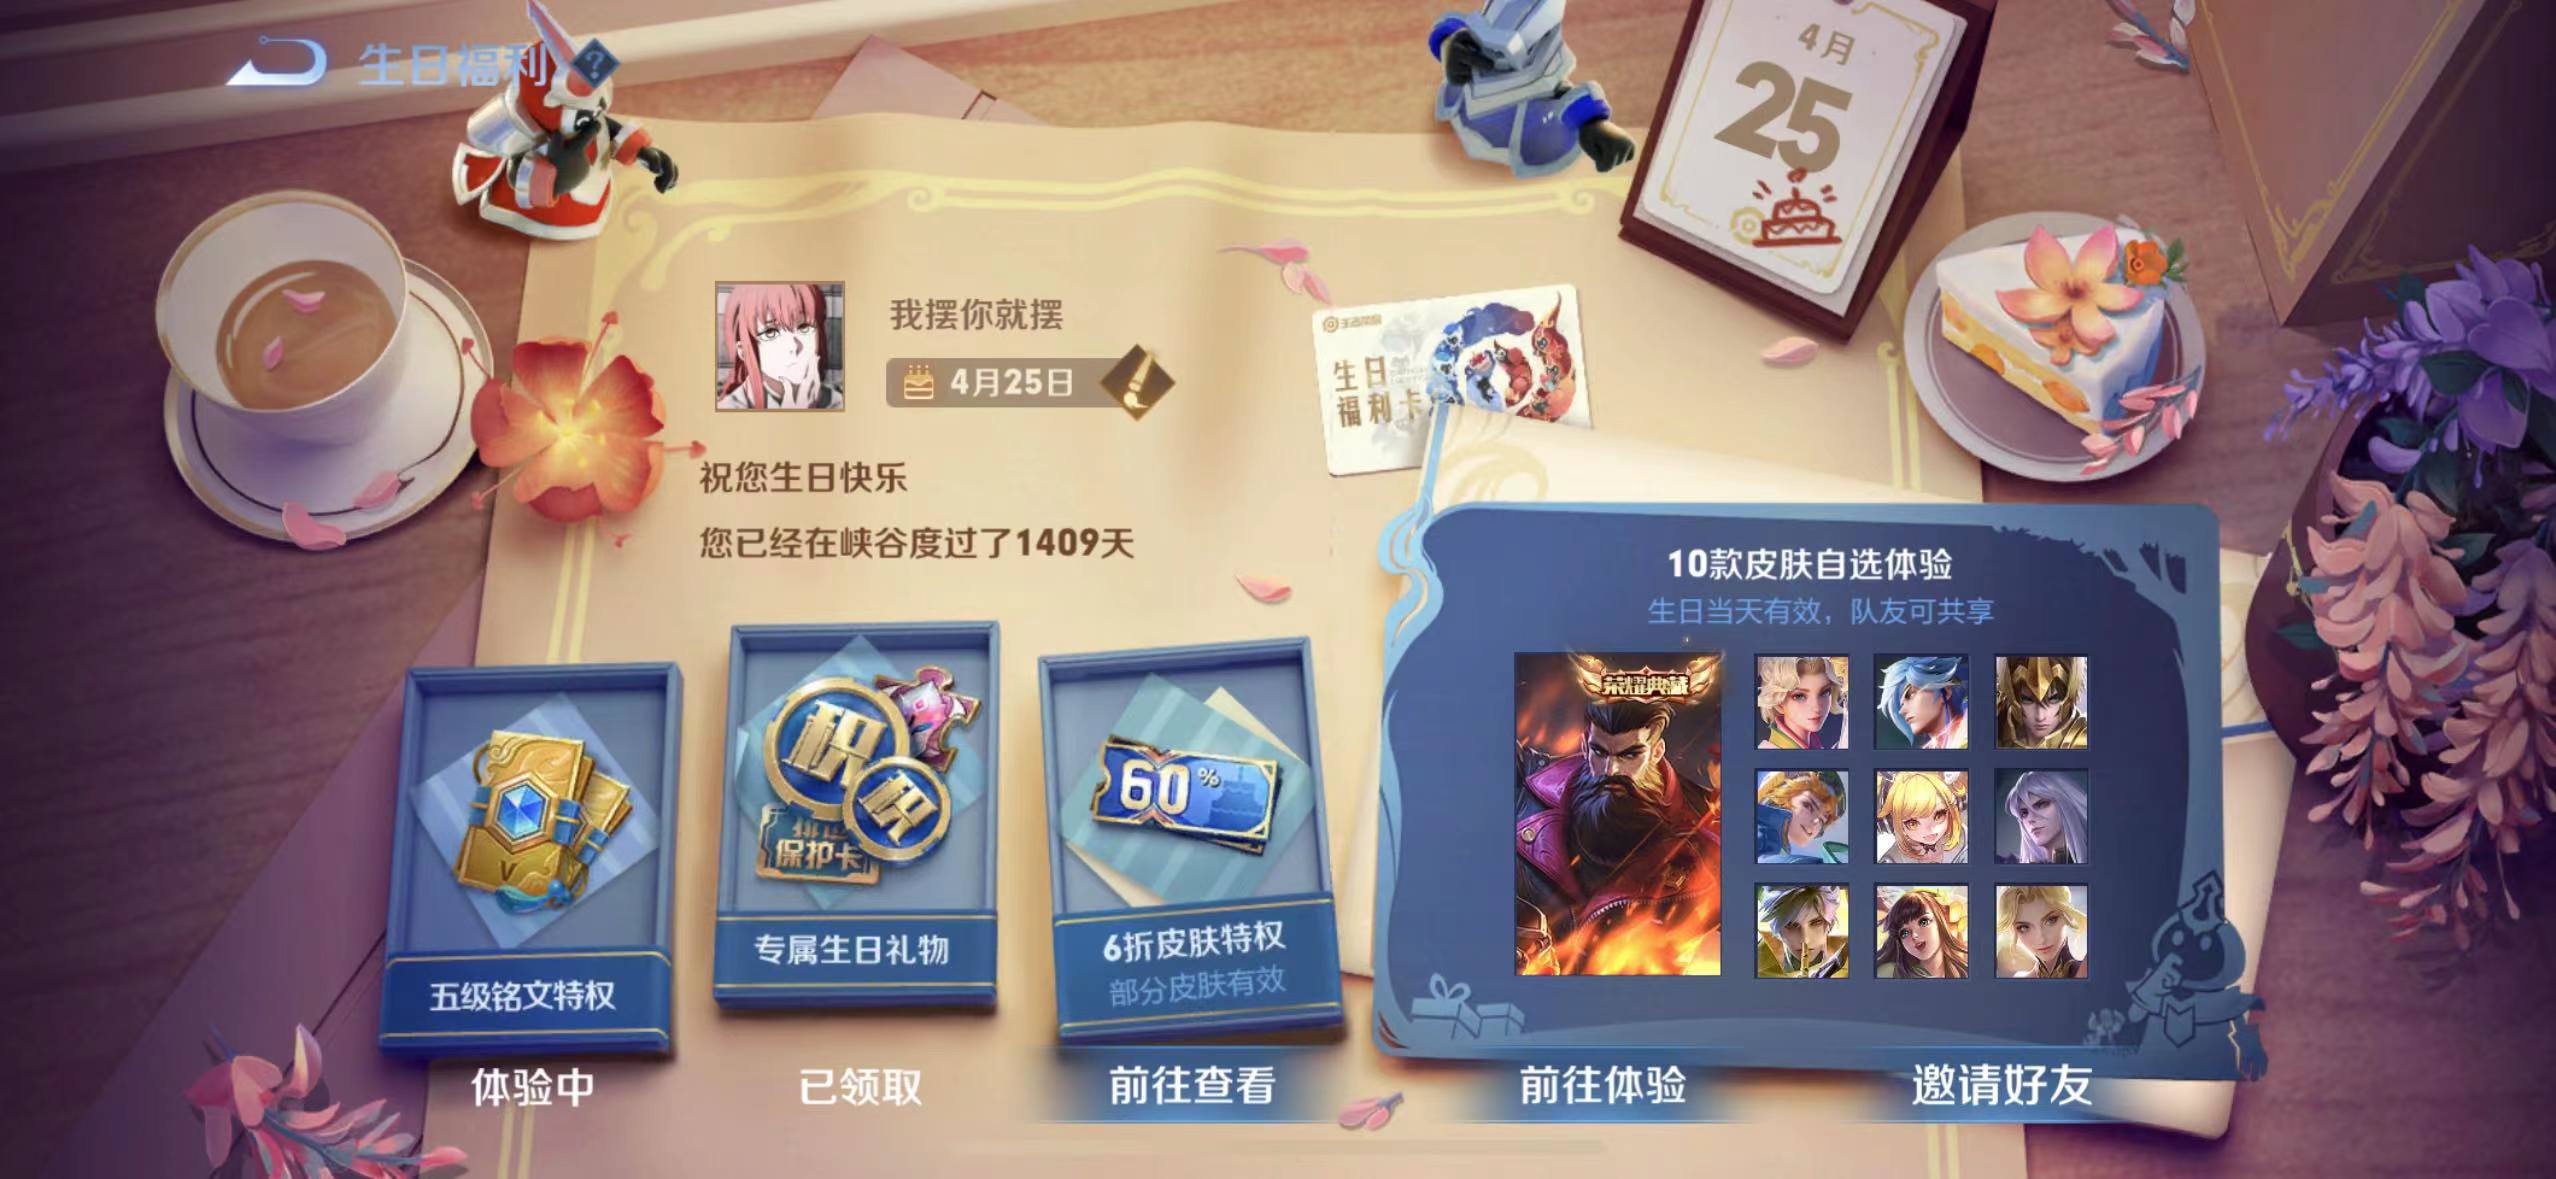 生日福利
?
4月
25
我摆你就摆
4月25日
王者荣耀
生日
福利卡
祝您生日快乐
您已经在峡谷度过了1409天
10款皮肤自选体验
生日当天有效，队友可共享
荣耀典藏
积
积
保护卡
60%
V
五级铭文特权
专属生日礼物
6折皮肤特权
部分皮肤有效
体验中
已领取
前往查看
前往体验
邀请好友